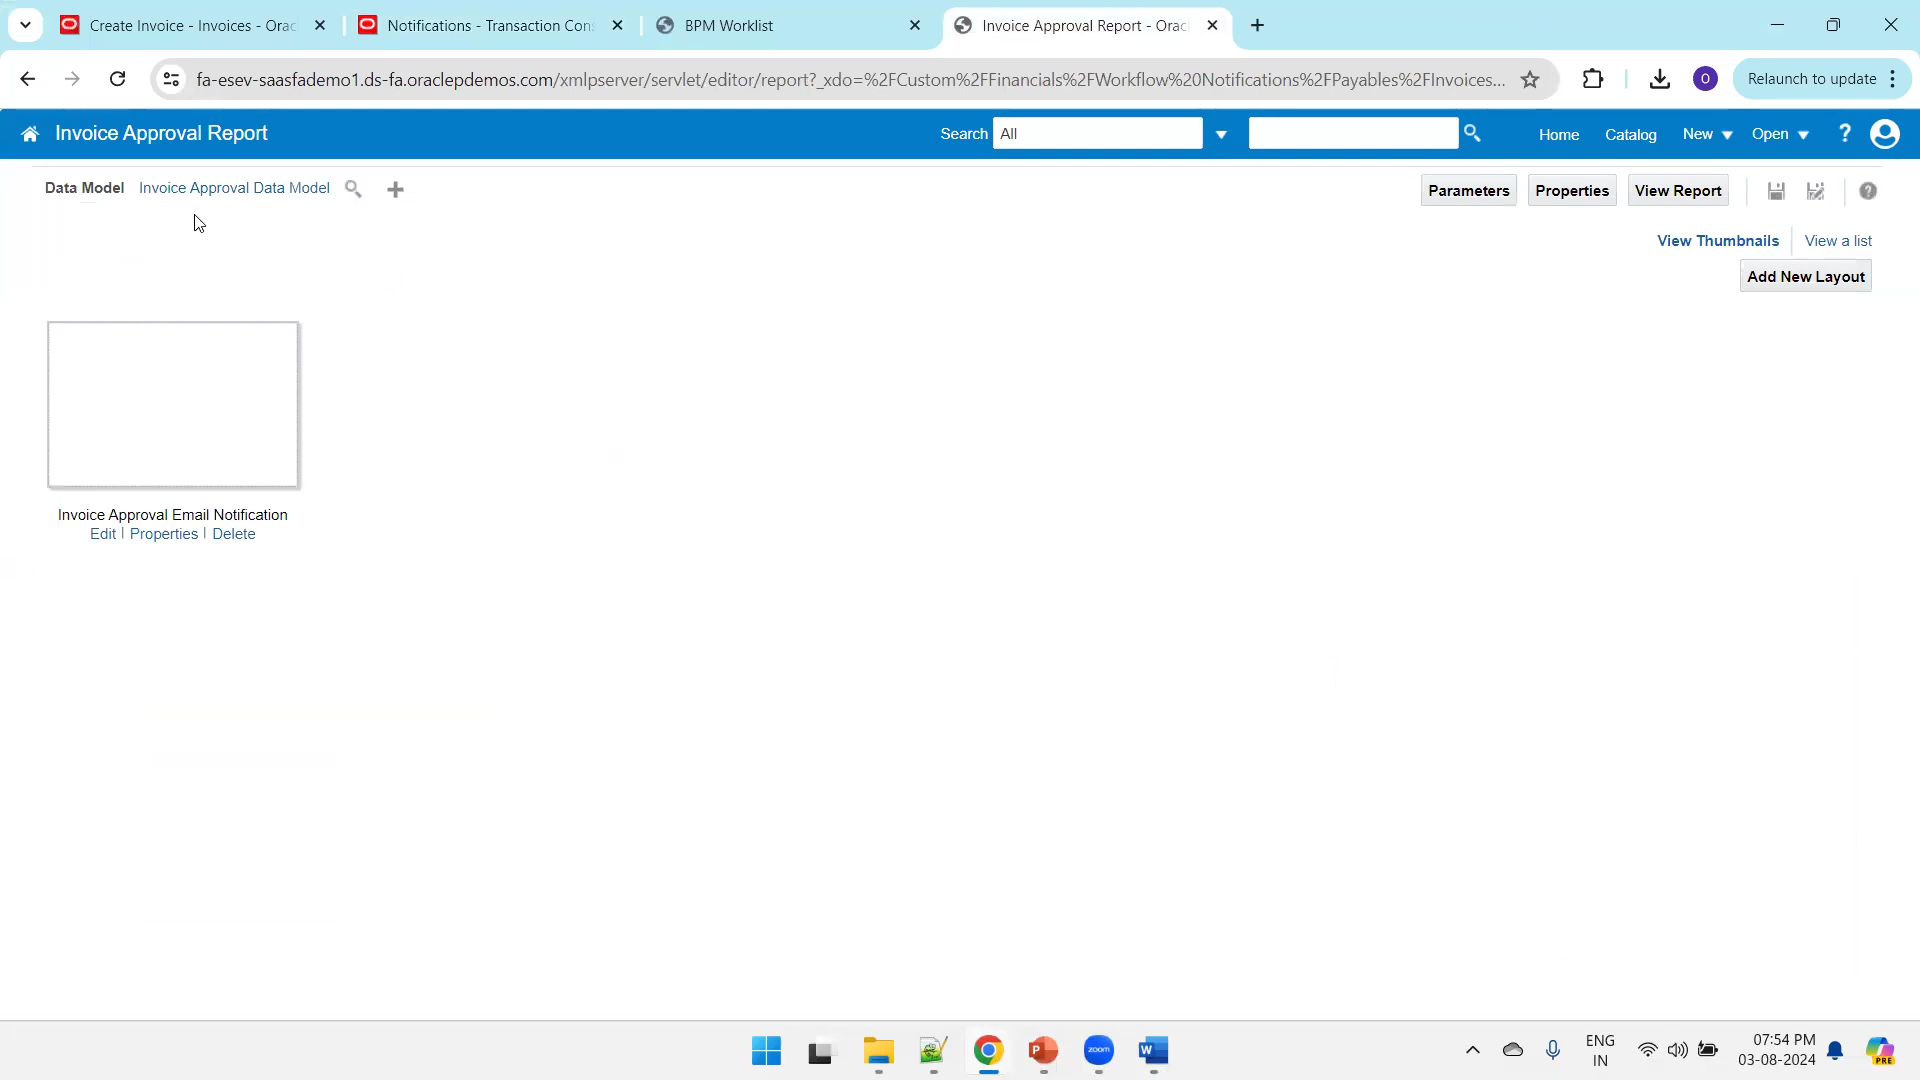 Create Invoice - Invoices - Orac
Notifications - Transaction Cons
BPM Worklist
Invoice Approval Report - Orac
fa-esev-saasfademo1.ds-fa.oraclepdemos.com/xmlpserver/servlet/editor/report?_xdo=%2FCustom%2FFinancials%2FWorkflow%20Notifications%2FPayables%2FInvoices...
O
Relaunch to update
Invoice Approval Report
Search
All
Home
Catalog
New
Open
?
Data Model
Invoice Approval Data Model
Parameters
Properties
View Report
?
View Thumbnails
View a list
Add New Layout
Invoice Approval Email Notification
Edit | Properties | Delete
zoom
ENG
IN
07:54 PM
03-08-2024
PRE